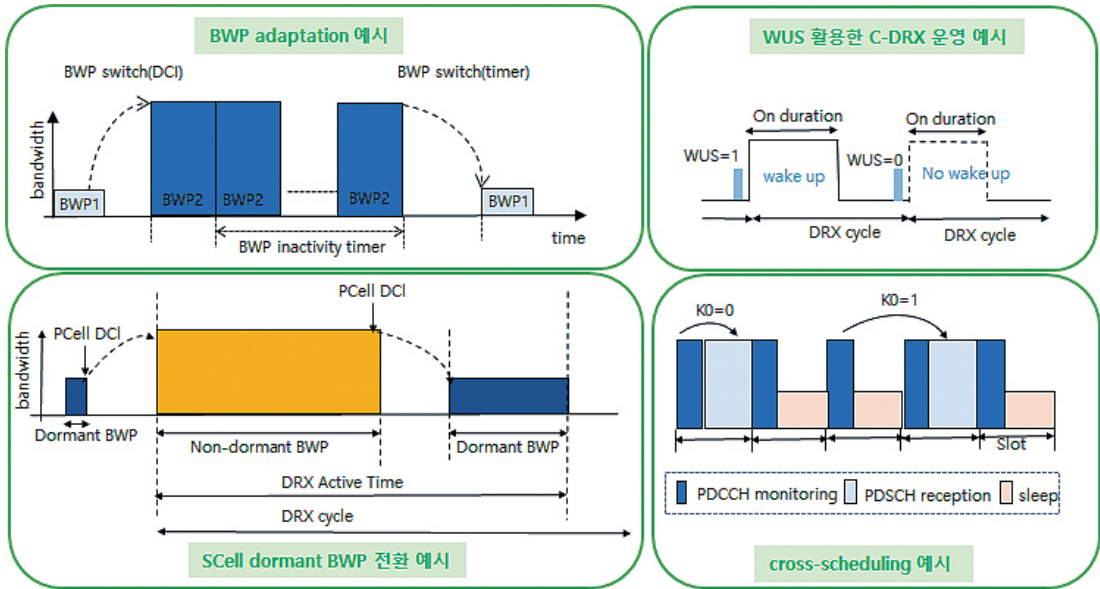 BWP adaptation 예시
BWP switch(DCI)
BWP switch(timer)
bandwidth
BWP1
BWP2
BWP2
BWP2
BWP1
BWP inactivity timer
time
WUS 활용한 C-DRX 운영 예시
On duration
On duration
WUS=1
WUS=0
wake up
No wake up
DRX cycle
DRX cycle
PCell DCl
PCell DCl
bandwidth
Dormant BWP
Non-dormant BWP
Dormant BWP
DRX Active Time
DRX cycle
SCell dormant BWP 전환 예시
K0=0
K0=1
Slot
PDCCH monitoring
PDSCH reception
sleep
cross-scheduling 예시